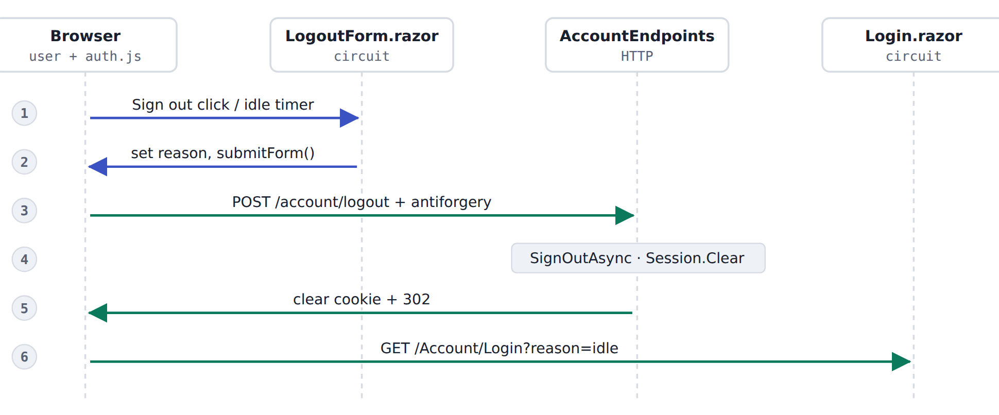 Browser
user + auth.js
LogoutForm.razor
circuit
AccountEndpoints
HTTP
Login.razor
circuit
1
Sign out click / idle timer
2
set reason, submitForm()
3
POST /account/logout + antiforgery
4
SignOutAsync · Session.Clear
5
clear cookie + 302
6
GET /Account/Login?reason=idle